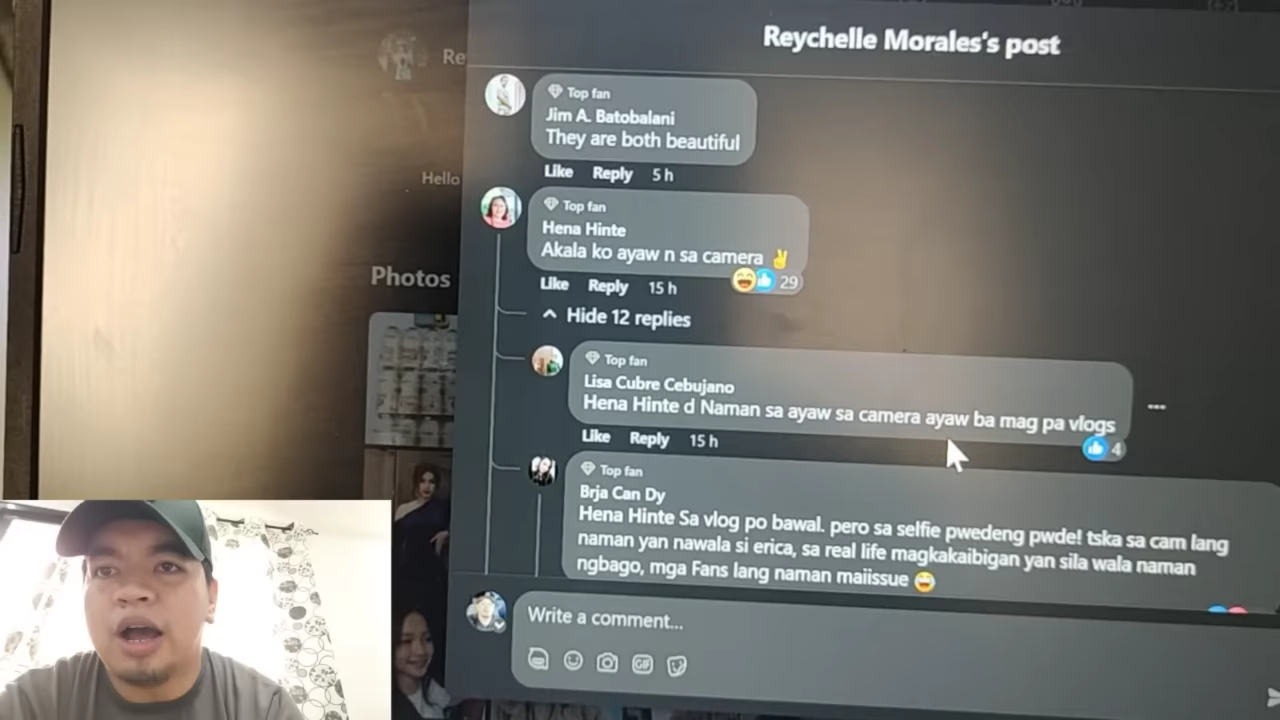 Reychelle Morales's post
Re
Top fan
Jim A. Batobalani
They are both beautiful
Like Reply 5 h
Hello
Top fan
Hena Hinte
Akala ko ayaw n sa camera ✌
29
Like Reply 15 h
Photos
Hide 12 replies
Top fan
Lisa Cubre Cebujano
Hena Hinte d Naman sa ayaw sa camera ayaw ba mag pa vlogs
4
Like Reply 15 h
Top fan
Brja Can Dy
Hena Hinte Sa vlog po bawal. pero sa selfie pwedeng pwde! tska sa cam lang
naman yan nawala si erica, sa real life magkakaibigan yan sila wala naman
ngbago, mga Fans lang naman maiissue 😄
Write a comment...
GIF